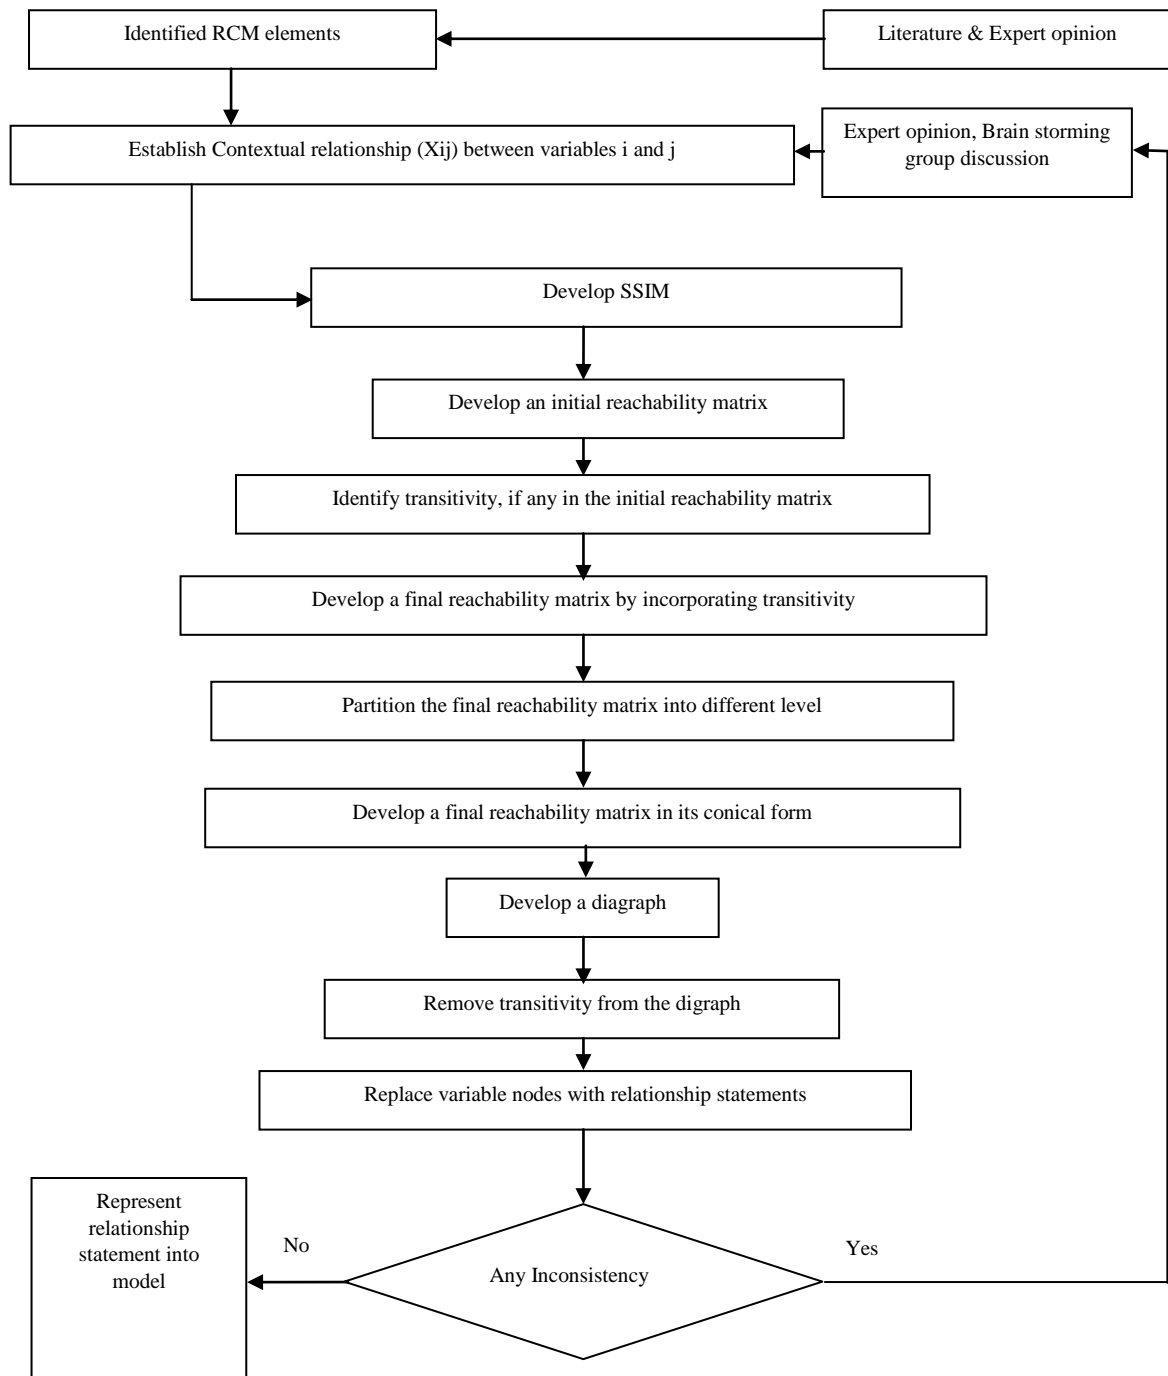 Identified RCM elements
Literature & Expert opinion
Establish Contextual relationship (Xij) between variables i and j
Expert opinion, Brain storming
group discussion
Develop SSIM
Develop an initial reachability matrix
Identify transitivity, if any in the initial reachability matrix
Develop a final reachability matrix by incorporating transitivity
Partition the final reachability matrix into different level
Develop a final reachability matrix in its conical form
Develop a diagraph
Remove transitivity from the digraph
Replace variable nodes with relationship statements
Represent
relationship
statement into
model
No
Any Inconsistency
Yes